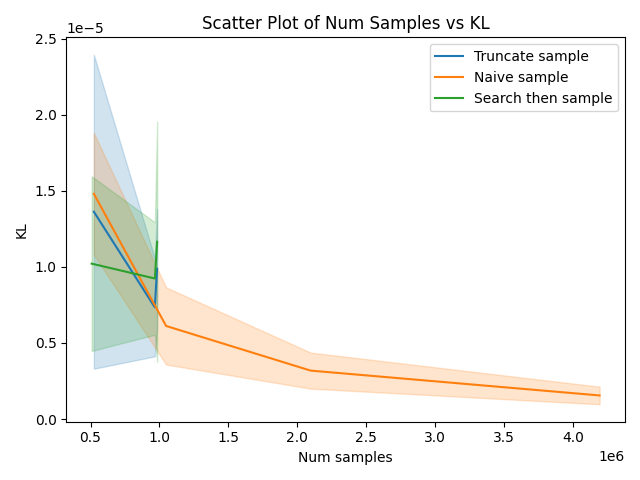 Scatter Plot of Num Samples vs KL
1e−5
2.5
2.0
1.5
1.0
0.5
0.0
KL
Truncate sample
Naive sample
Search then sample
0.5 1.0 1.5 2.0 2.5 3.0 3.5 4.0
1e6
Num samples